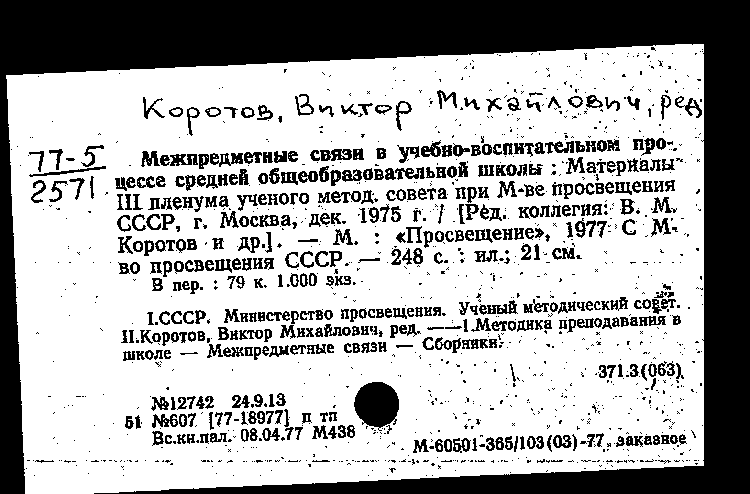 Коротов, Виктор Михайлович, ред.
77-5
2571
Межпредметные связи в учебно-воспитательном про-
цессе средней общеобразовательной школы : Материалы
III пленума ученого метод. совета при М-ве просвещения
СССР, г. Москва, дек. 1975 г. / [Ред. коллегия: В. М.
Коротов и др.]. — М. : «Просвещение», 1977 С М-
во просвещения СССР. — 248 с. : ил.; 21 см.
В пер. : 79 к. 1.000 экз.
I.СССР. Министерство просвещения. Ученый методический совет.
II.Коротов, Виктор Михайлович, ред. ——1.Методика преподавания в
школе — Межпредметные связи — Сборники.
371.3(063)
№12742 24.9.13
51 №607 [77-18977] п тп
Вс.кн.пал. 08.04.77 М438
М-60501-365/103(03)-77 заказное